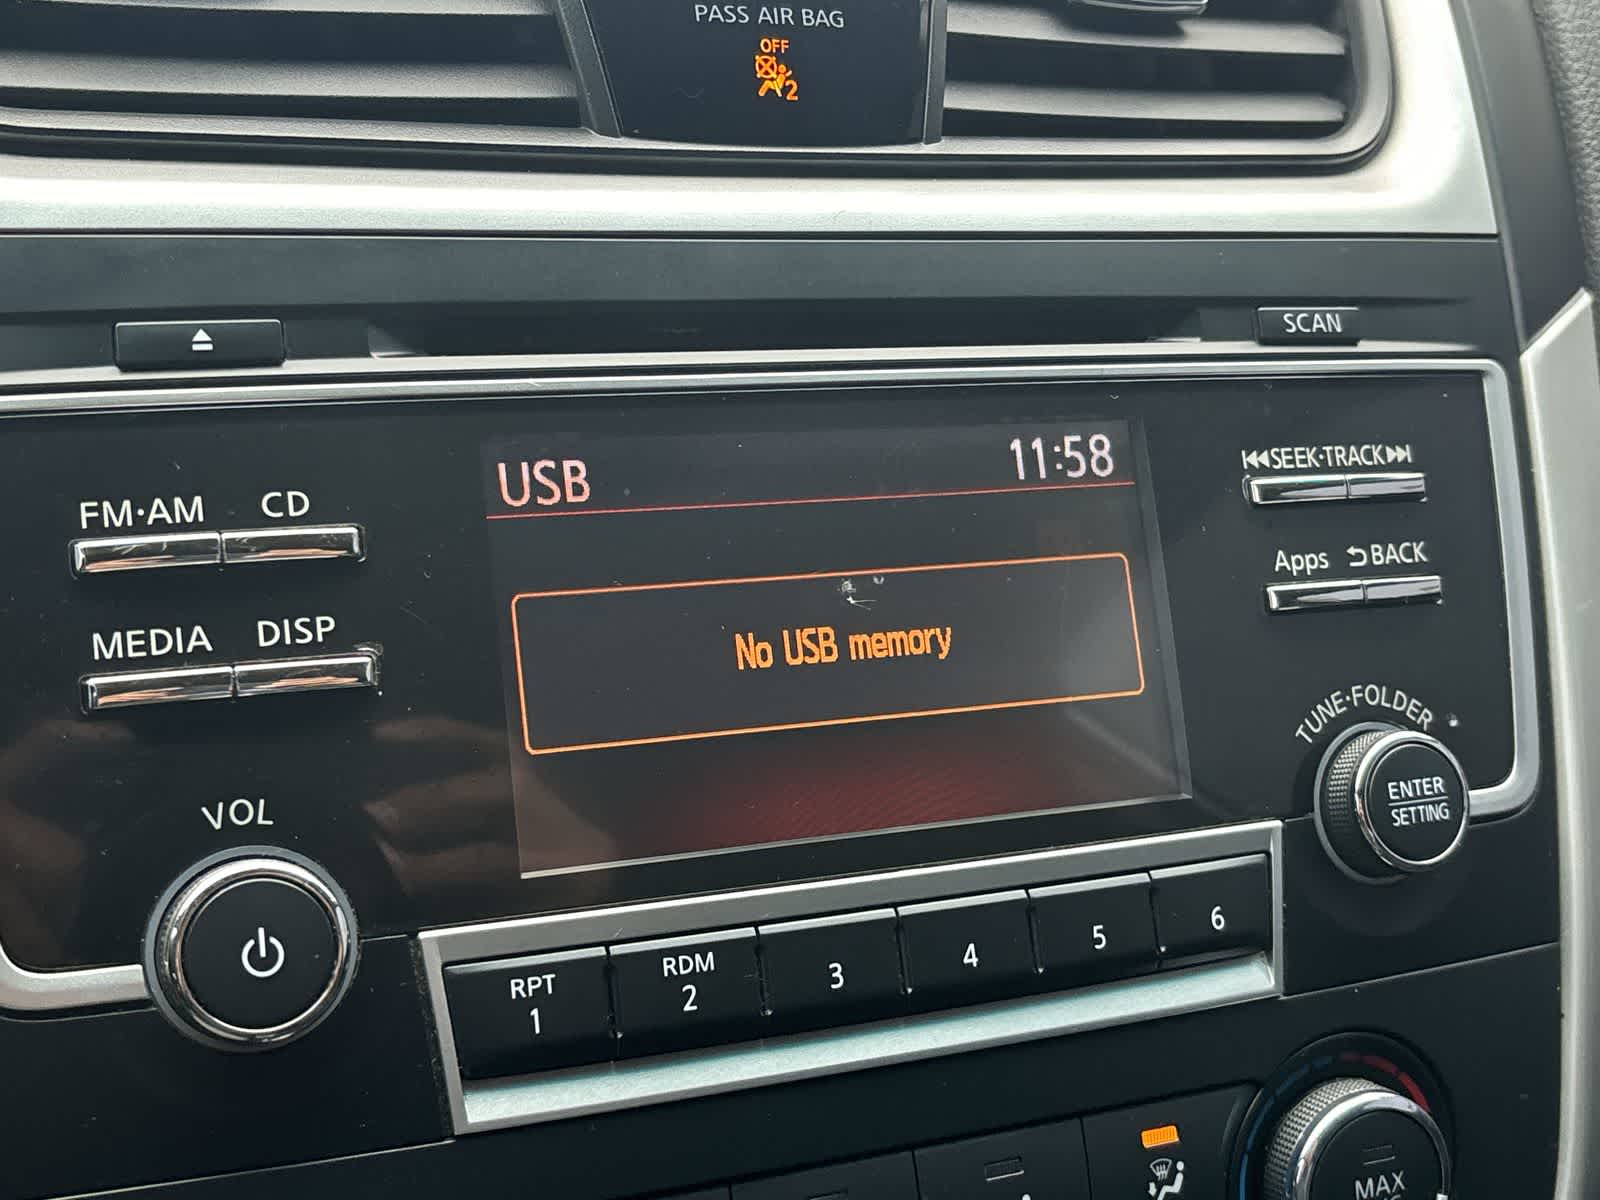 PASS AIR BAG
OFF
2
SCAN
USB 11:58
SEEK·TRACK
FM·AM CD
Apps BACK
No USB memory
MEDIA DISP
TUNE·FOLDER
ENTER
SETTING
VOL
RPT
1
RDM
2
3
4
5
6
MAX